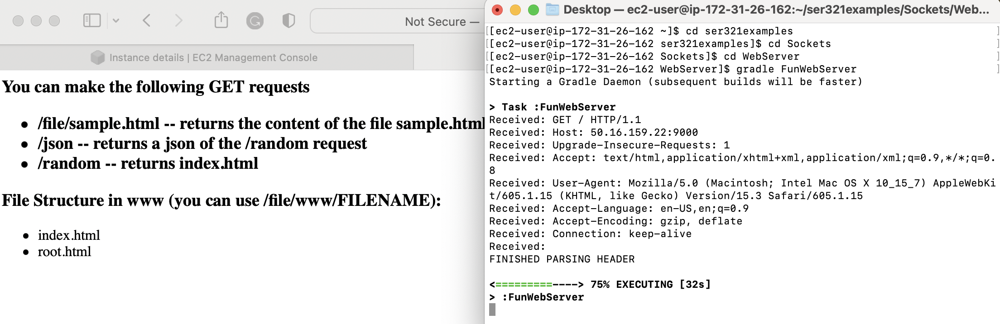 Not Secure —
Instance details | EC2 Management Console
You can make the following GET requests
• /file/sample.html -- returns the content of the file sample.html
• /json -- returns a json of the /random request
• /random -- returns index.html
File Structure in www (you can use /file/www/FILENAME):
• index.html
• root.html
Desktop — ec2-user@ip-172-31-26-162:~/ser321examples/Sockets/Web...
[[ec2-user@ip-172-31-26-162 ~]$ cd ser321examples ]
[[ec2-user@ip-172-31-26-162 ser321examples]$ cd Sockets ]
[[ec2-user@ip-172-31-26-162 Sockets]$ cd WebServer ]
[[ec2-user@ip-172-31-26-162 WebServer]$ gradle FunWebServer ]
Starting a Gradle Daemon (subsequent builds will be faster)
> Task :FunWebServer
Received: GET / HTTP/1.1
Received: Host: 50.16.159.22:9000
Received: Upgrade-Insecure-Requests: 1
Received: Accept: text/html,application/xhtml+xml,application/xml;q=0.9,*/*;q=0.
8
Received: User-Agent: Mozilla/5.0 (Macintosh; Intel Mac OS X 10_15_7) AppleWebKi
t/605.1.15 (KHTML, like Gecko) Version/15.3 Safari/605.1.15
Received: Accept-Language: en-US,en;q=0.9
Received: Accept-Encoding: gzip, deflate
Received: Connection: keep-alive
Received:
FINISHED PARSING HEADER
<=========----> 75% EXECUTING [32s]
> :FunWebServer